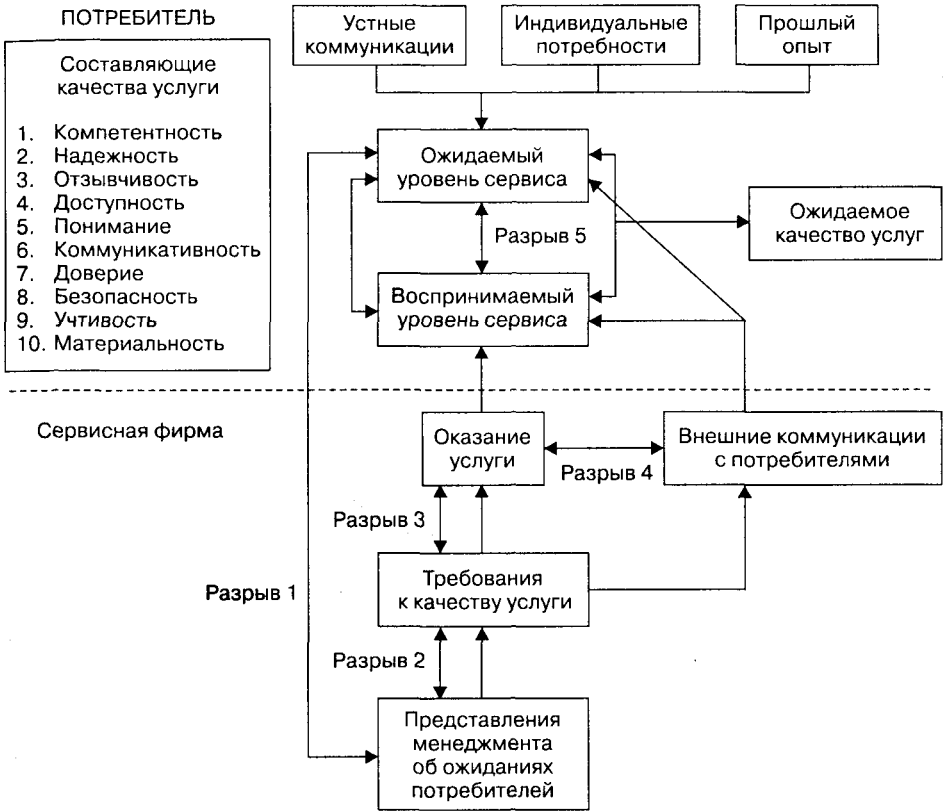 ПОТРЕБИТЕЛЬ
Составляющие
качества услуги
1. Компетентность
2. Надежность
3. Отзывчивость
4. Доступность
5. Понимание
6. Коммуникативность
7. Доверие
8. Безопасность
9. Учтивость
10. Материальность
Устные
коммуникации
Индивидуальные
потребности
Прошлый
опыт
Ожидаемый
уровень сервиса
Разрыв 5
Ожидаемое
качество услуг
Воспринимаемый
уровень сервиса
Сервисная фирма
Оказание
услуги
Разрыв 4
Внешние коммуникации
с потребителями
Разрыв 3
Требования
к качеству услуги
Разрыв 1
Разрыв 2
Представления
менеджмента
об ожиданиях
потребителей